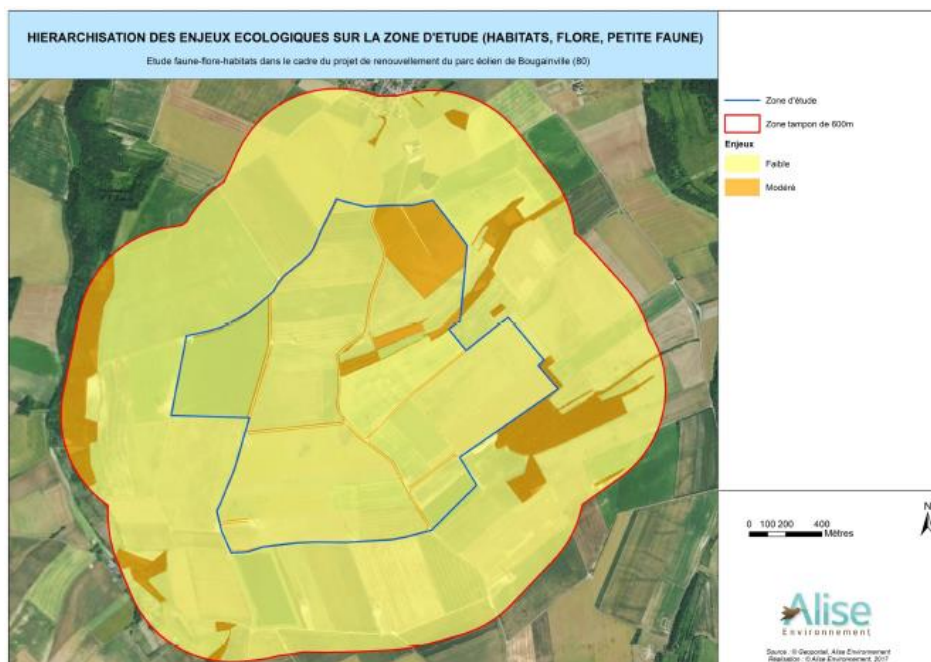 HIERARCHISATION DES ENJEUX ECOLOGIQUES SUR LA ZONE D'ETUDE (HABITATS, FLORE, PETITE FAUNE)
Etude faune-flore-habitats dans le cadre du projet de renouvellement du parc éolien de Bougainville (80)
Zone d'étude
Zone tampon de 600m
Enjeux
Faible
Modéré
N
0 100 200 400
Mètres
Alise
Environnement
Source : © Géoportail, Alise Environnement
Réalisation : © Alise Environnement, 2017